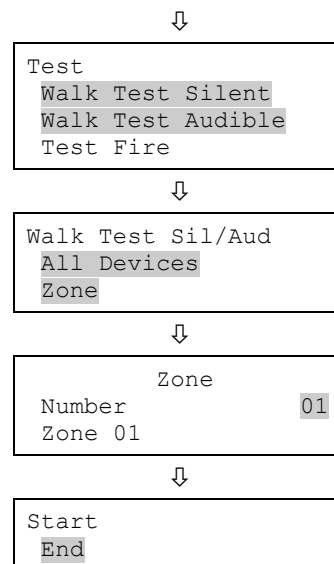 ⇩
Test
Walk Test Silent
Walk Test Audible
Test Fire
⇩
Walk Test Sil/Aud
All Devices
Zone
⇩
Zone
Number 01
Zone 01
⇩
Start
End